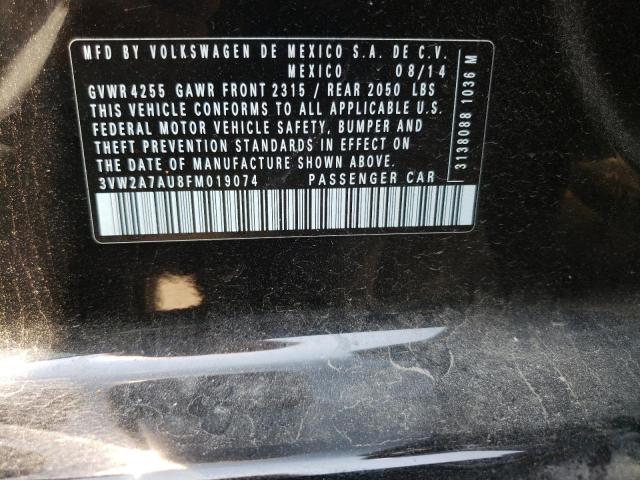 MFD BY VOLKSWAGEN DE MEXICO S.A. DE C.V.
MEXICO 08/14
GVWR 4255 GAWR FRONT 2315 / REAR 2050 LBS
THIS VEHICLE CONFORMS TO ALL APPLICABLE U.S.
FEDERAL MOTOR VEHICLE SAFETY, BUMPER AND
THEFT PREVENTION STANDARDS IN EFFECT ON
THE DATE OF MANUFACTURE SHOWN ABOVE.
3VW2A7AU8FM019074 PASSENGER CAR
3138088 1036 M